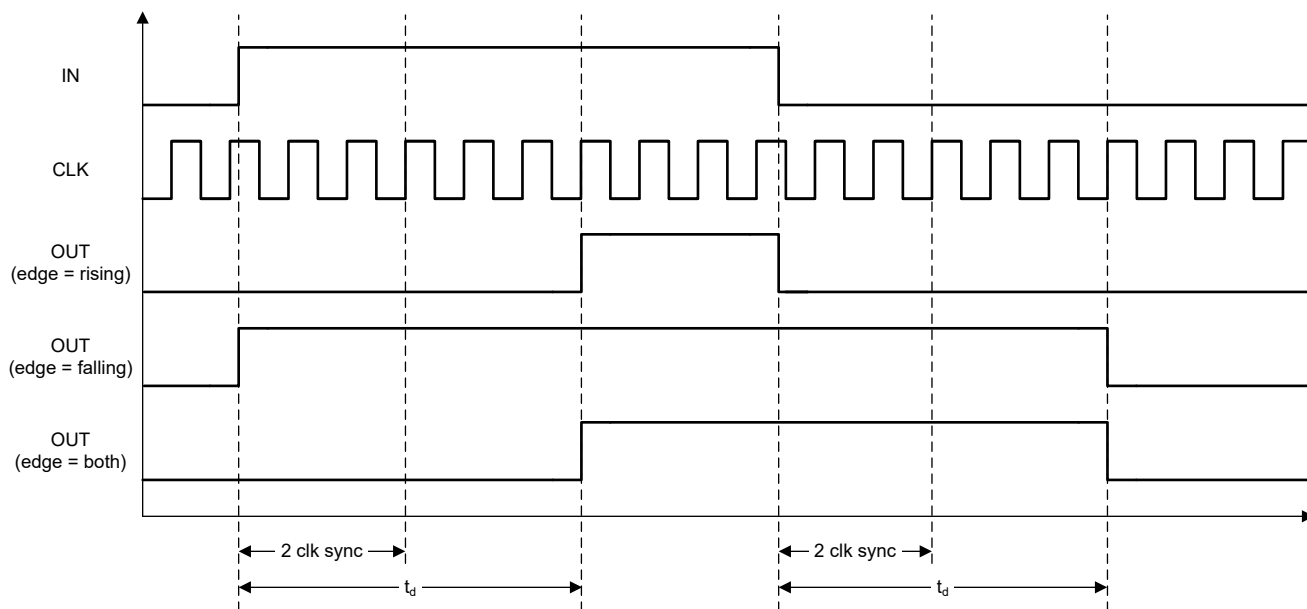 IN
CLK
OUT
(edge = rising)
OUT
(edge = falling)
OUT
(edge = both)
2 clk sync
2 clk sync
td
td